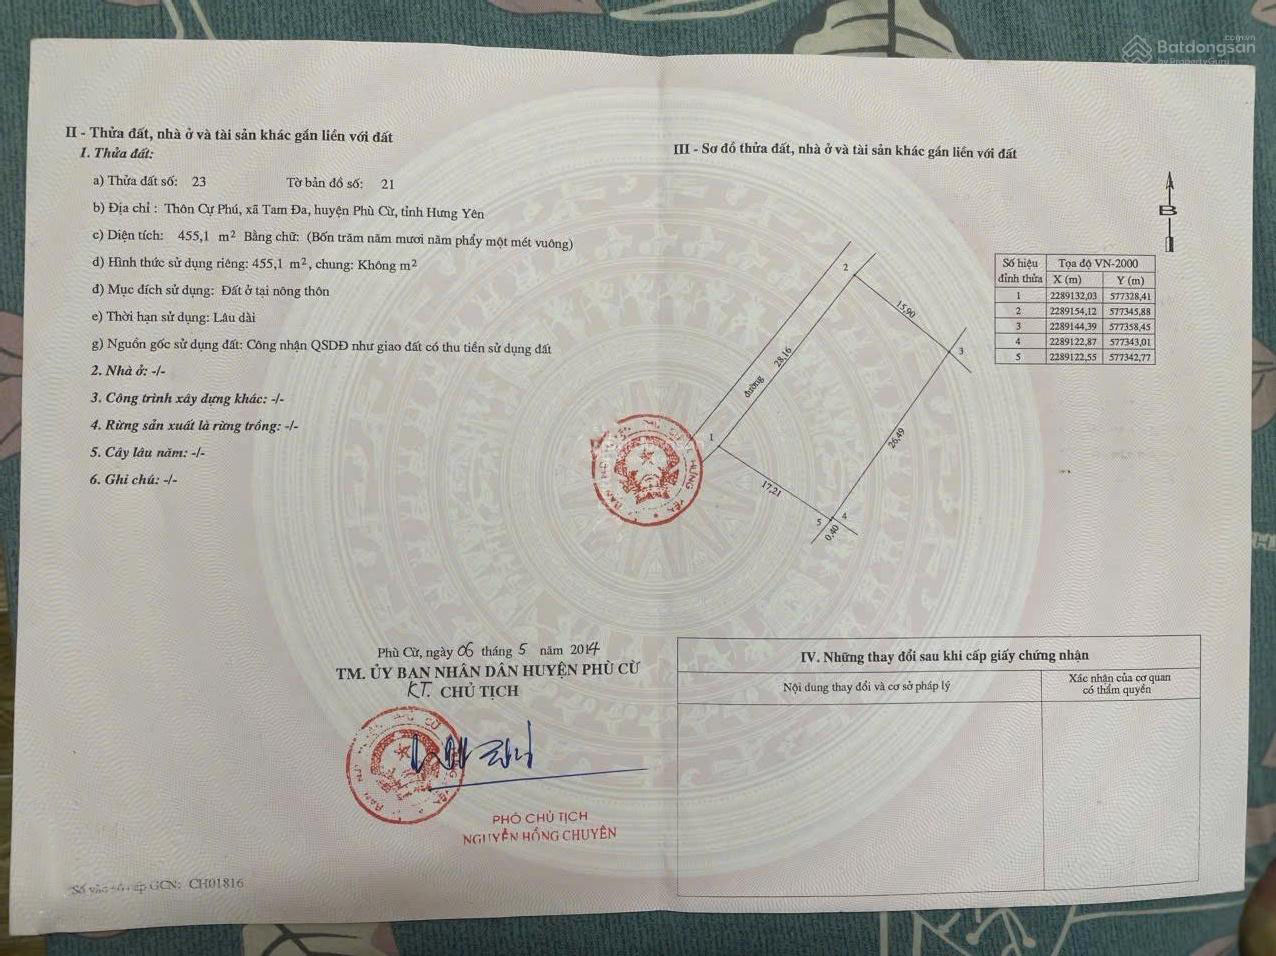 Batdongsan
.com.vn
by PropertyGuru
II - Thửa đất, nhà ở và tài sản khác gắn liền với đất
1. Thửa đất:
a) Thửa đất số: 23 Tờ bản đồ số: 21
b) Địa chỉ : Thôn Cự Phú, xã Tam Đa, huyện Phù Cừ, tỉnh Hưng Yên
c) Diện tích: 455,1 m² Bằng chữ: (Bốn trăm năm mươi năm phẩy một mét vuông)
d) Hình thức sử dụng riêng: 455,1 m², chung: Không m²
đ) Mục đích sử dụng: Đất ở tại nông thôn
e) Thời hạn sử dụng: Lâu dài
g) Nguồn gốc sử dụng đất: Công nhận QSDĐ như giao đất có thu tiền sử dụng đất
2. Nhà ở: -/-
3. Công trình xây dựng khác: -/-
4. Rừng sản xuất là rừng trồng: -/-
5. Cây lâu năm: -/-
6. Ghi chú: -/-
Phù Cừ, ngày 06 tháng 5 năm 2014
TM. ỦY BAN NHÂN DÂN HUYỆN PHÙ CỪ
KT. CHỦ TỊCH
PHÓ CHỦ TỊCH
NGUYỄN HỒNG CHUYÊN
Số vào sổ cấp GCN: CH01816
III - Sơ đồ thửa đất, nhà ở và tài sản khác gắn liền với đất
B
Số hiệu đỉnh thửa Tọa độ VN-2000
X (m) Y (m)
1 2289132,03 577328,41
2 2289154,12 577345,88
3 2289144,39 577358,45
4 2289122,87 577343,01
5 2289122,55 577342,77
2
15,90
3
đường 28,16
26,49
1
17,21
5 4
0,40
HƯNG YÊN
IV. Những thay đổi sau khi cấp giấy chứng nhận
Nội dung thay đổi và cơ sở pháp lý
Xác nhận của cơ quan
có thẩm quyền